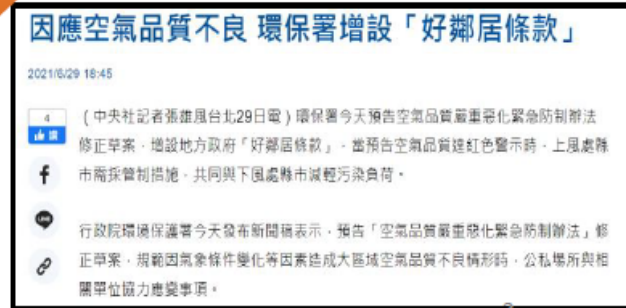 因應空氣品質不良 環保署增設「好鄰居條款」
2021/6/29 18:45
4
讚
(中央社記者張雄風台北29日電)環保署今天預告空氣品質嚴重惡化緊急防制辦法
修正草案，增設地方政府「好鄰居條款」，當預告空氣品質達紅色警示時，上風處縣
市需採管制措施，共同與下風處縣市減輕污染負荷。
行政院環境保護署今天發布新聞稿表示，預告「空氣品質嚴重惡化緊急防制辦法」修
正草案，規範因氣象條件變化等因素造成大區域空氣品質不良情形時，公私場所與相
關單位協力應變事項。